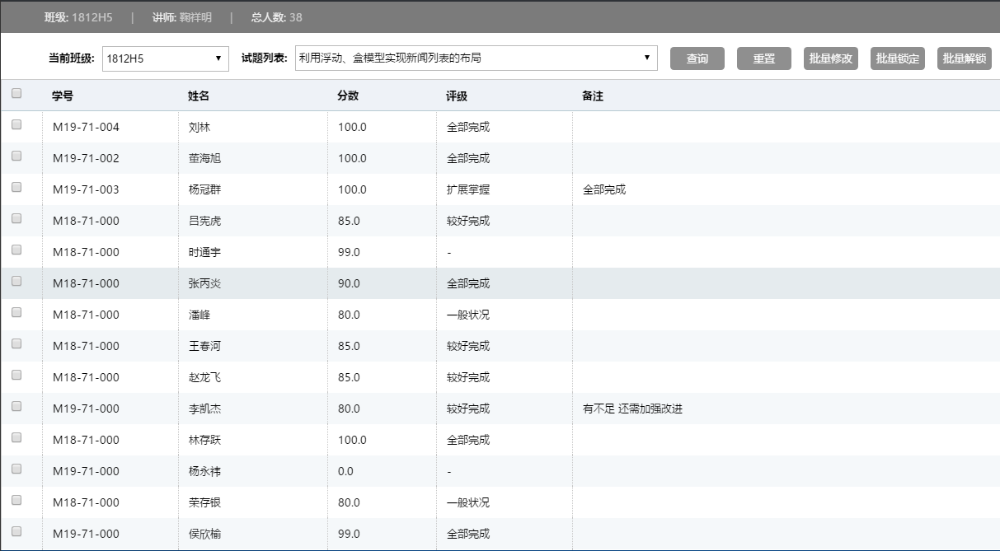 班级: 1812H5 | 讲师: 鞠祥明 | 总人数: 38
当前班级: 1812H5 ▼ 试题列表: 利用浮动、盒模型实现新闻列表的布局 ▼ 查询 重置 批量修改 批量锁定 批量解锁
学号 姓名 分数 评级 备注
M19-71-004 刘林 100.0 全部完成
M19-71-002 董海旭 100.0 全部完成
M19-71-003 杨冠群 100.0 扩展掌握 全部完成
M18-71-000 吕宪虎 85.0 较好完成
M18-71-000 时通宇 99.0 -
M18-71-000 张丙炎 90.0 全部完成
M18-71-000 潘峰 80.0 一般状况
M18-71-000 王春河 85.0 较好完成
M18-71-000 赵龙飞 85.0 较好完成
M19-71-000 李凯杰 80.0 较好完成 有不足 还需加强改进
M18-71-000 林存跃 100.0 全部完成
M19-71-000 杨永祎 0.0 -
M18-71-000 荣存银 80.0 一般状况
M19-71-000 侯欣榆 99.0 全部完成